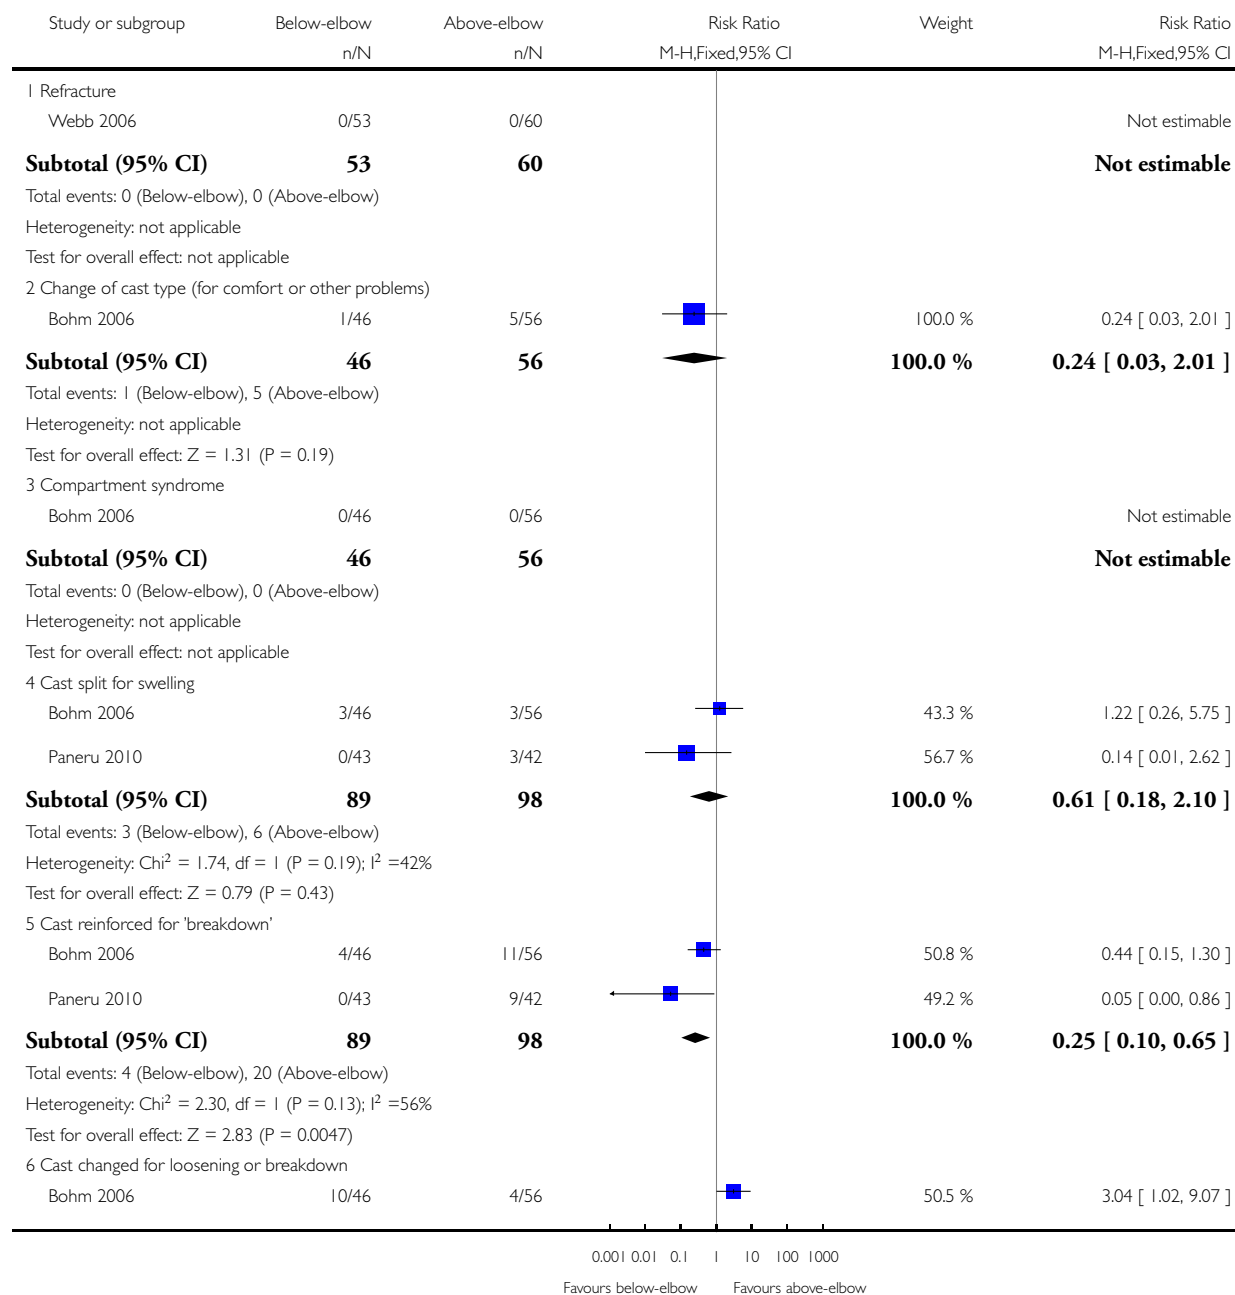 Study or subgroup Below-elbow Above-elbow Risk Ratio Weight Risk Ratio
n/N n/N M-H,Fixed,95% CI M-H,Fixed,95% CI
1 Refracture
Webb 2006 0/53 0/60 Not estimable
Subtotal (95% CI) 53 60 Not estimable
Total events: 0 (Below-elbow), 0 (Above-elbow)
Heterogeneity: not applicable
Test for overall effect: not applicable
2 Change of cast type (for comfort or other problems)
Bohm 2006 1/46 5/56 100.0 % 0.24 [ 0.03, 2.01 ]
Subtotal (95% CI) 46 56 100.0 % 0.24 [ 0.03, 2.01 ]
Total events: 1 (Below-elbow), 5 (Above-elbow)
Heterogeneity: not applicable
Test for overall effect: Z = 1.31 (P = 0.19)
3 Compartment syndrome
Bohm 2006 0/46 0/56 Not estimable
Subtotal (95% CI) 46 56 Not estimable
Total events: 0 (Below-elbow), 0 (Above-elbow)
Heterogeneity: not applicable
Test for overall effect: not applicable
4 Cast split for swelling
Bohm 2006 3/46 3/56 43.3 % 1.22 [ 0.26, 5.75 ]
Paneru 2010 0/43 3/42 56.7 % 0.14 [ 0.01, 2.62 ]
Subtotal (95% CI) 89 98 100.0 % 0.61 [ 0.18, 2.10 ]
Total events: 3 (Below-elbow), 6 (Above-elbow)
Heterogeneity: Chi² = 1.74, df = 1 (P = 0.19); I² =42%
Test for overall effect: Z = 0.79 (P = 0.43)
5 Cast reinforced for 'breakdown'
Bohm 2006 4/46 11/56 50.8 % 0.44 [ 0.15, 1.30 ]
Paneru 2010 0/43 9/42 49.2 % 0.05 [ 0.00, 0.86 ]
Subtotal (95% CI) 89 98 100.0 % 0.25 [ 0.10, 0.65 ]
Total events: 4 (Below-elbow), 20 (Above-elbow)
Heterogeneity: Chi² = 2.30, df = 1 (P = 0.13); I² =56%
Test for overall effect: Z = 2.83 (P = 0.0047)
6 Cast changed for loosening or breakdown
Bohm 2006 10/46 4/56 50.5 % 3.04 [ 1.02, 9.07 ]
0.001 0.01 0.1 1 10 100 1000
Favours below-elbow Favours above-elbow